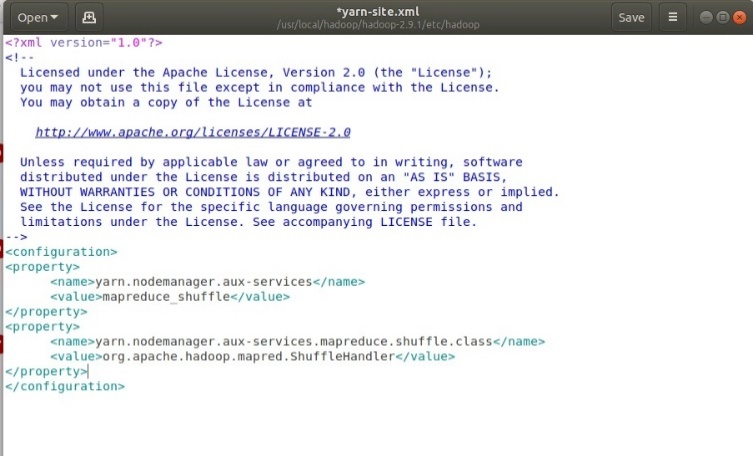 Open
*yarn-site.xml
/usr/local/hadoop/hadoop-2.9.1/etc/hadoop
Save
<?xml version="1.0"?>
<!--
  Licensed under the Apache License, Version 2.0 (the "License");
  you may not use this file except in compliance with the License.
  You may obtain a copy of the License at

    http://www.apache.org/licenses/LICENSE-2.0

  Unless required by applicable law or agreed to in writing, software
  distributed under the License is distributed on an "AS IS" BASIS,
  WITHOUT WARRANTIES OR CONDITIONS OF ANY KIND, either express or implied.
  See the License for the specific language governing permissions and
  limitations under the License. See accompanying LICENSE file.
-->
<configuration>
<property>
      <name>yarn.nodemanager.aux-services</name>
      <value>mapreduce_shuffle</value>
</property>
<property>
      <name>yarn.nodemanager.aux-services.mapreduce.shuffle.class</name>
      <value>org.apache.hadoop.mapred.ShuffleHandler</value>
</property>
</configuration>